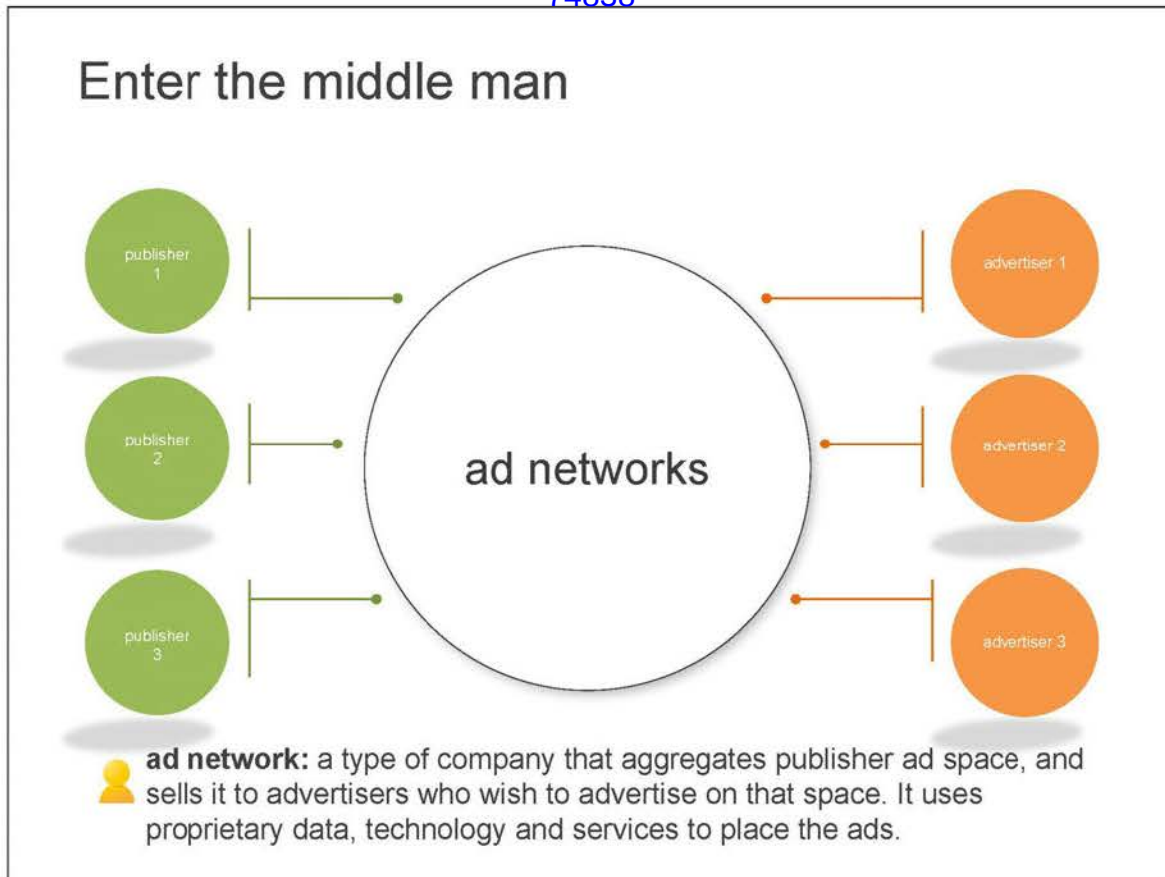 Enter the middle man
publisher
1
advertiser 1
publisher
2
advertiser 2
ad networks
publisher
3
advertiser 3
ad network: a type of company that aggregates publisher ad space, and
sells it to advertisers who wish to advertise on that space. It uses
proprietary data, technology and services to place the ads.